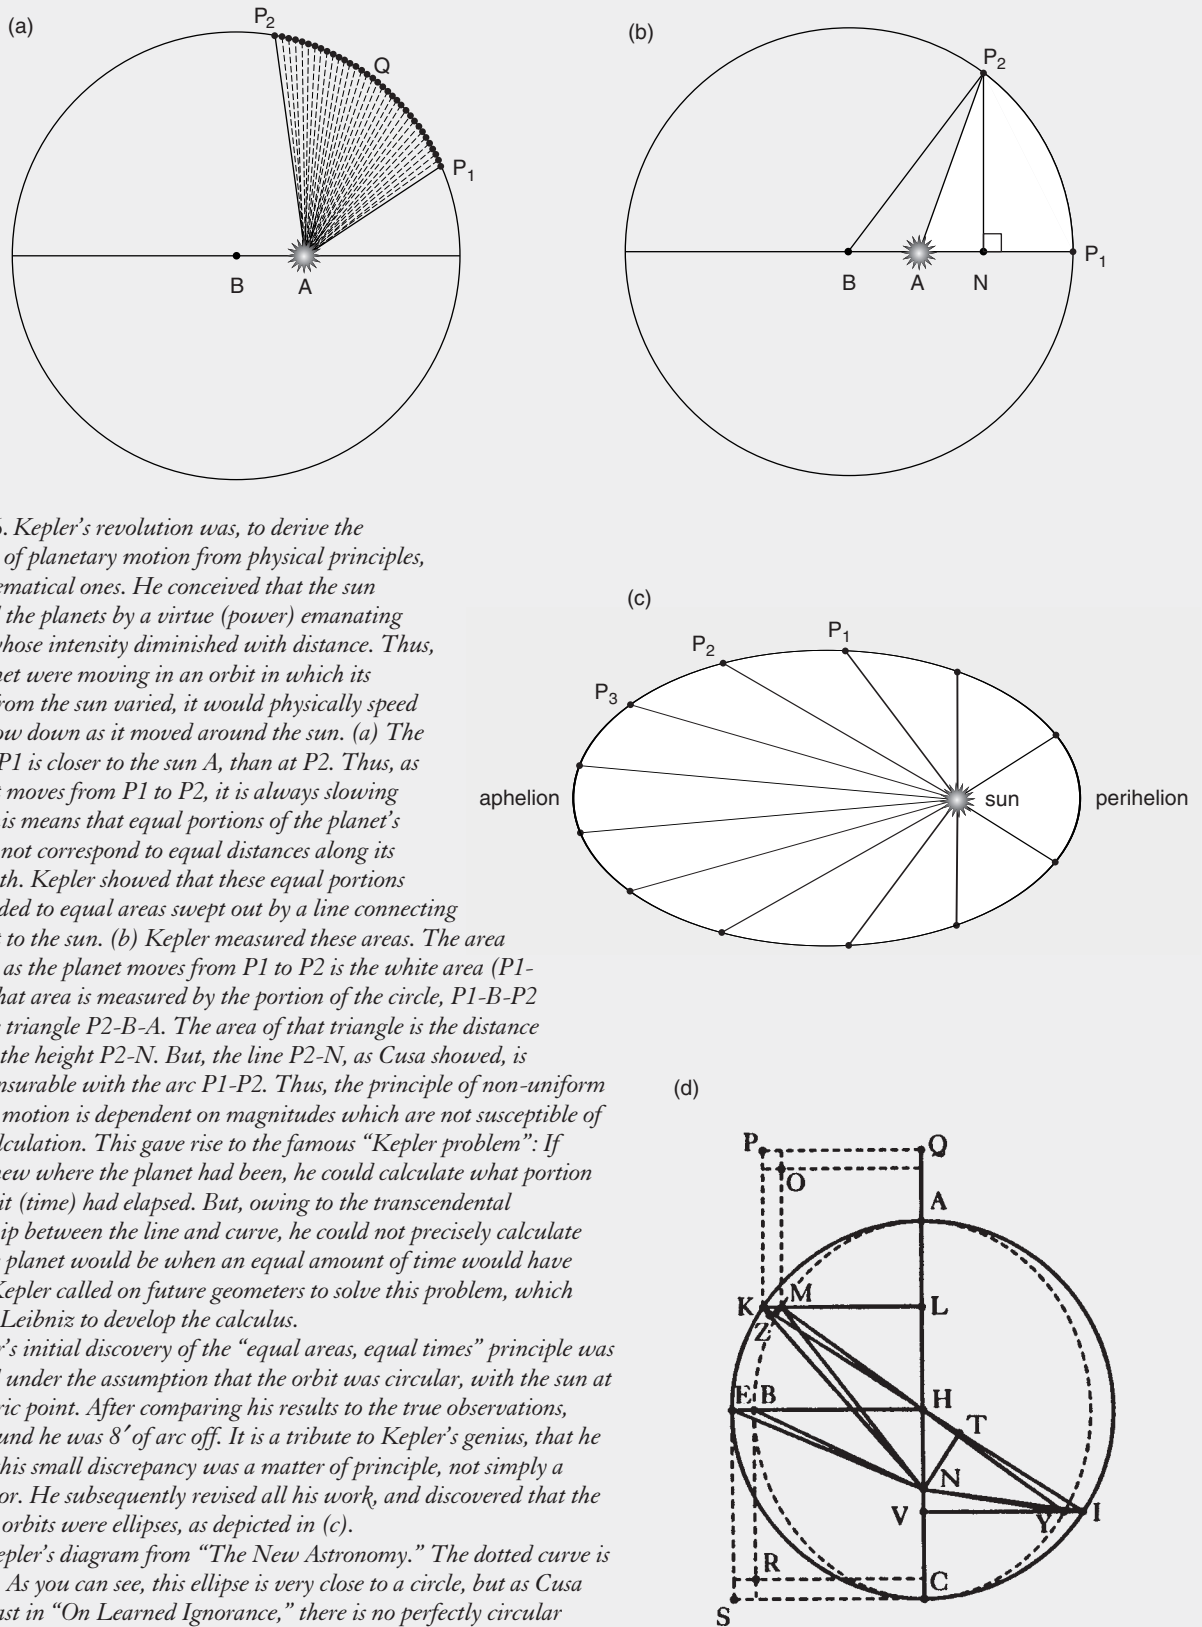 (a)
P2
Q
P1
B
A
(b)
P2
B
A
N
P1
. Kepler's revolution was, to derive the
of planetary motion from physical principles,
ematical ones. He conceived that the sun
the planets by a virtue (power) emanating
whose intensity diminished with distance. Thus,
net were moving in an orbit in which its
from the sun varied, it would physically speed
ow down as it moved around the sun. (a) The
P1 is closer to the sun A, than at P2. Thus, as
t moves from P1 to P2, it is always slowing
is means that equal portions of the planet's
not correspond to equal distances along its
th. Kepler showed that these equal portions
ded to equal areas swept out by a line connecting
t to the sun. (b) Kepler measured these areas. The area
as the planet moves from P1 to P2 is the white area (P1-
hat area is measured by the portion of the circle, P1-B-P2
e triangle P2-B-A. The area of that triangle is the distance
the height P2-N. But, the line P2-N, as Cusa showed, is
nsurable with the arc P1-P2. Thus, the principle of non-uniform
motion is dependent on magnitudes which are not susceptible of
lculation. This gave rise to the famous “Kepler problem”: If
new where the planet had been, he could calculate what portion
it (time) had elapsed. But, owing to the transcendental
ip between the line and curve, he could not precisely calculate
e planet would be when an equal amount of time would have
Kepler called on future geometers to solve this problem, which
Leibniz to develop the calculus.
r's initial discovery of the “equal areas, equal times” principle was
d under the assumption that the orbit was circular, with the sun at
ric point. After comparing his results to the true observations,
und he was 8′ of arc off. It is a tribute to Kepler's genius, that he
this small discrepancy was a matter of principle, not simply a
or. He subsequently revised all his work, and discovered that the
orbits were ellipses, as depicted in (c).
epler's diagram from “The New Astronomy.” The dotted curve is
. As you can see, this ellipse is very close to a circle, but as Cusa
ast in “On Learned Ignorance,” there is no perfectly circular
(c)
P1
P2
P3
aphelion
sun
perihelion
(d)
P
Q
O
A
K
M
L
Z
E B
H
T
N
V
Y I
R
C
S